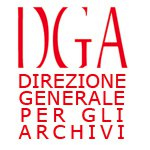 DGA
DIREZIONE
GENERALE
PER GLI
ARCHIVI